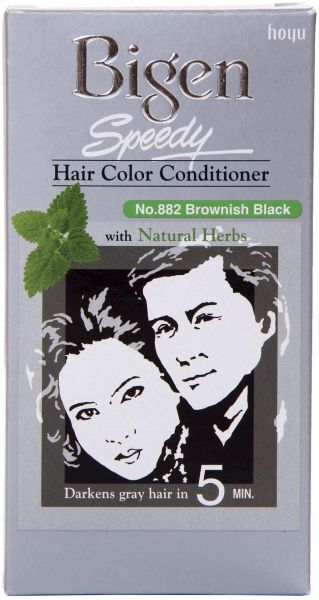 hoyu
Bigen
Speedy
Hair Color Conditioner
No.882 Brownish Black
with Natural Herbs
Darkens gray hair in 5 MIN.